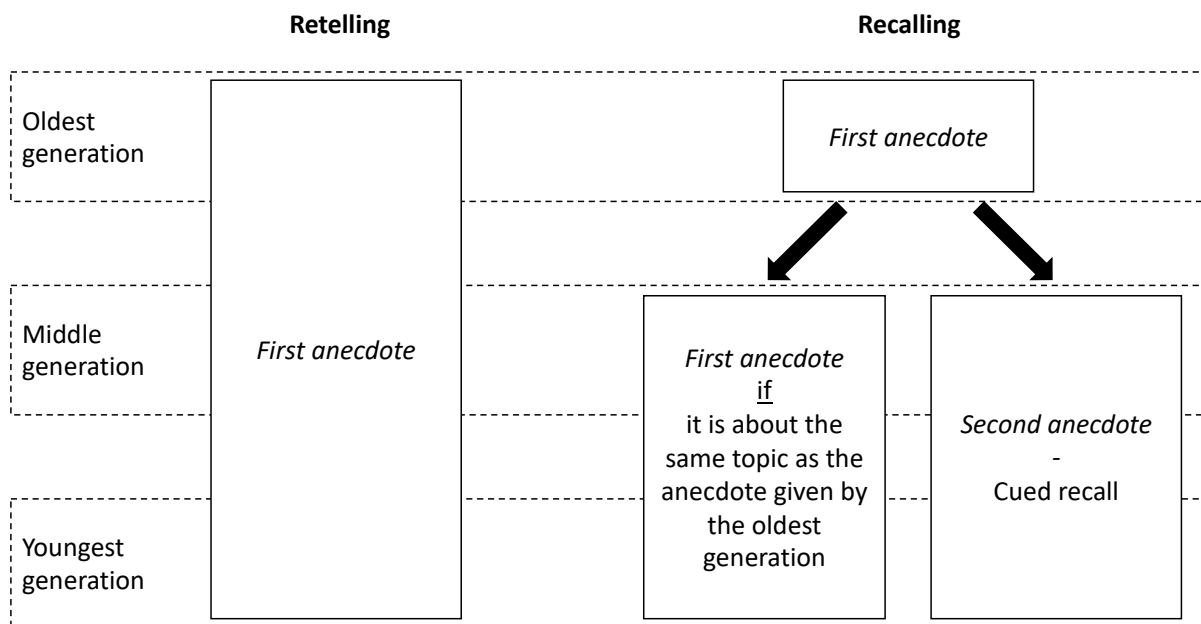 Retelling
Recalling
Oldest
generation
First anecdote
First anecdote
Middle
generation
First anecdote
if
it is about the
same topic as the
anecdote given by
the oldest
generation
Second anecdote
-
Cued recall
Youngest
generation